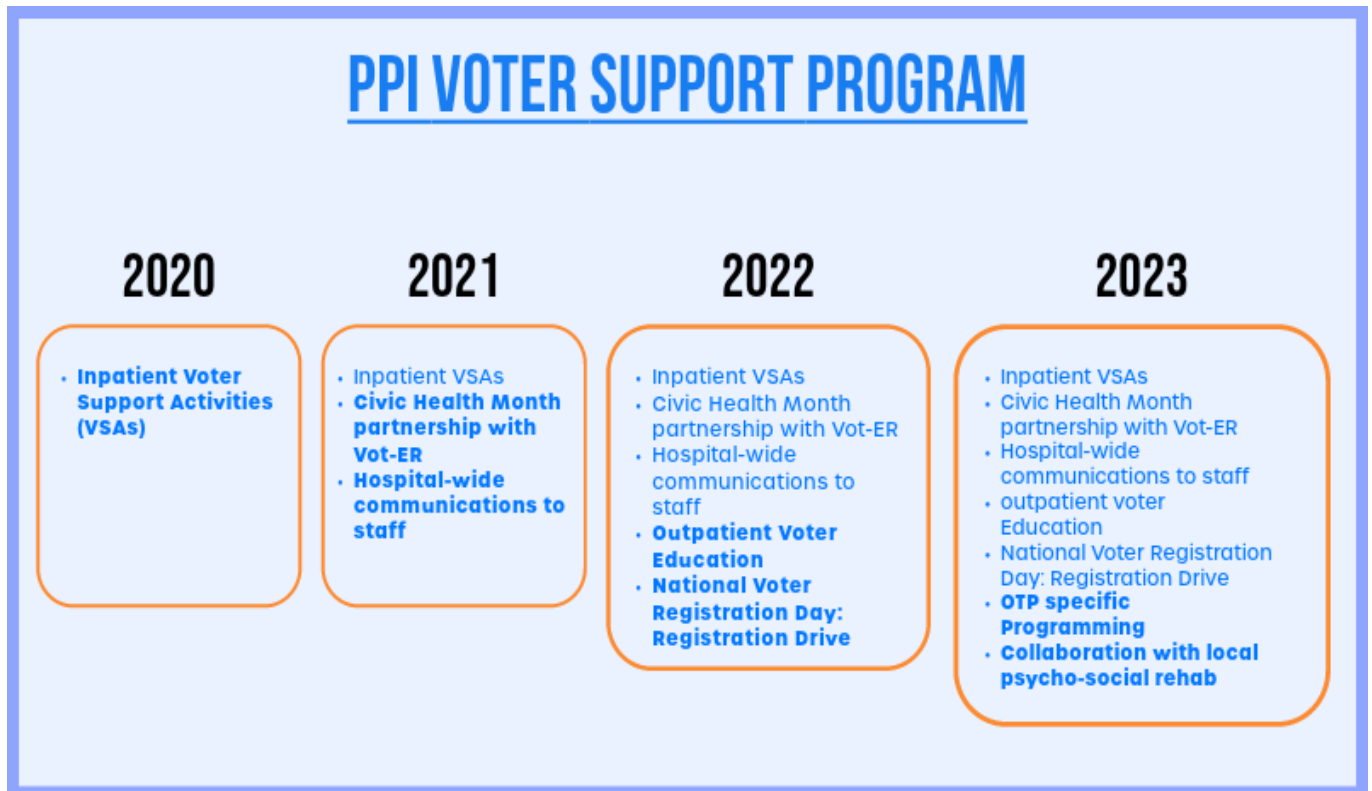 PPI VOTER SUPPORT PROGRAM
2020
• Inpatient Voter
Support Activities
(VSAs)
2021
• Inpatient VSAs
• Civic Health Month
partnership with
Vot-ER
• Hospital-wide
communications to
staff
2022
• Inpatient VSAs
• Civic Health Month
partnership with Vot-ER
• Hospital-wide
communications to
staff
• Outpatient Voter
Education
• National Voter
Registration Day:
Registration Drive
2023
• Inpatient VSAs
• Civic Health Month
partnership with Vot-ER
• Hospital-wide
communications to staff
• outpatient voter
Education
• National Voter Registration
Day: Registration Drive
• OTP specific
Programming
• Collaboration with local
psycho-social rehab